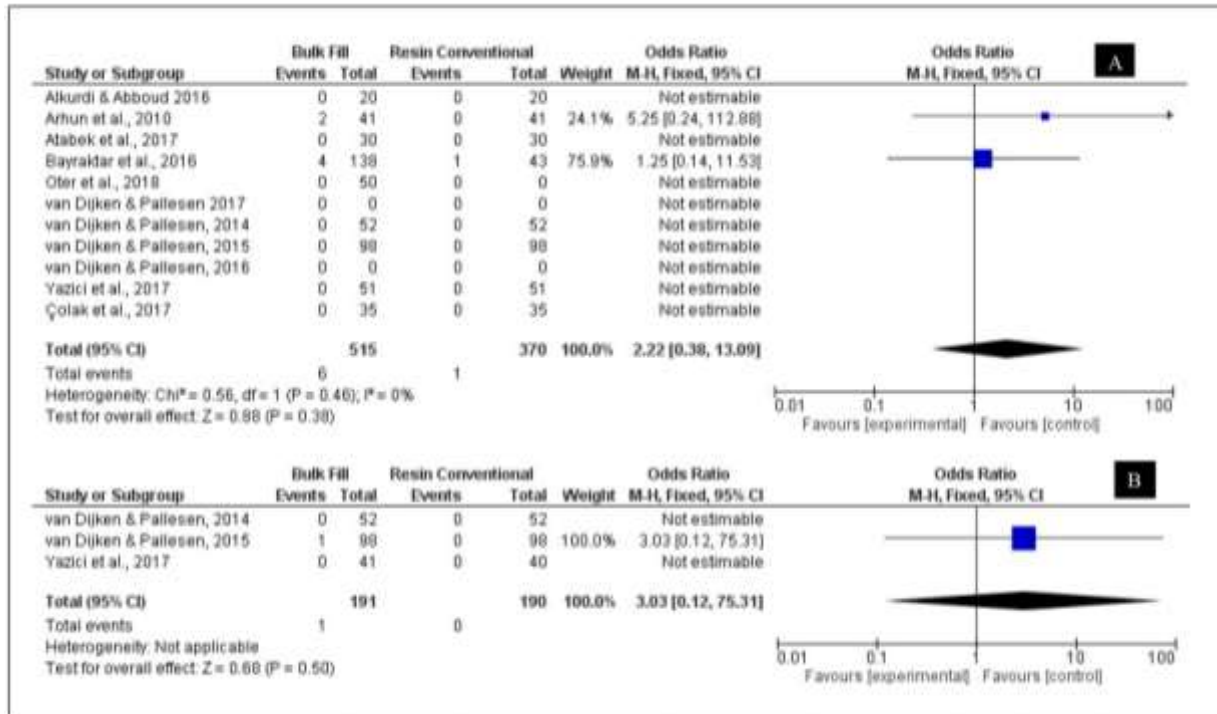 Bulk Fill Resin Conventional Odds Ratio Odds Ratio A
Study or Subgroup Events Total Events Total Weight M-H, Fixed, 95% CI M-H, Fixed, 95% CI
Alkurdi & Abboud 2016 0 20 0 20 Not estimable
Arhun et al., 2010 2 41 0 41 24.1% 5.25 [0.24, 112.88]
Atabek et al., 2017 0 30 0 30 Not estimable
Bayraktar et al., 2016 4 138 1 43 75.9% 1.25 [0.14, 11.53]
Oter et al., 2018 0 50 0 0 Not estimable
van Dijken & Pallesen 2017 0 0 0 0 Not estimable
van Dijken & Pallesen, 2014 0 52 0 52 Not estimable
van Dijken & Pallesen, 2015 0 98 0 98 Not estimable
van Dijken & Pallesen, 2016 0 0 0 0 Not estimable
Yazici et al., 2017 0 51 0 51 Not estimable
Çolak et al., 2017 0 35 0 35 Not estimable
Total (95% CI) 515 370 100.0% 2.22 [0.38, 13.09]
Total events 6 1
Heterogeneity: Chi² = 0.56, df = 1 (P = 0.46); I² = 0%
Test for overall effect: Z = 0.88 (P = 0.38)
0.01 0.1 1 10 100
Favours [experimental] Favours [control]
Bulk Fill Resin Conventional Odds Ratio Odds Ratio B
Study or Subgroup Events Total Events Total Weight M-H, Fixed, 95% CI M-H, Fixed, 95% CI
van Dijken & Pallesen, 2014 0 52 0 52 Not estimable
van Dijken & Pallesen, 2015 1 98 0 98 100.0% 3.03 [0.12, 75.31]
Yazici et al., 2017 0 41 0 40 Not estimable
Total (95% CI) 191 190 100.0% 3.03 [0.12, 75.31]
Total events 1 0
Heterogeneity: Not applicable
Test for overall effect: Z = 0.68 (P = 0.50)
0.01 0.1 1 10 100
Favours [experimental] Favours [control]